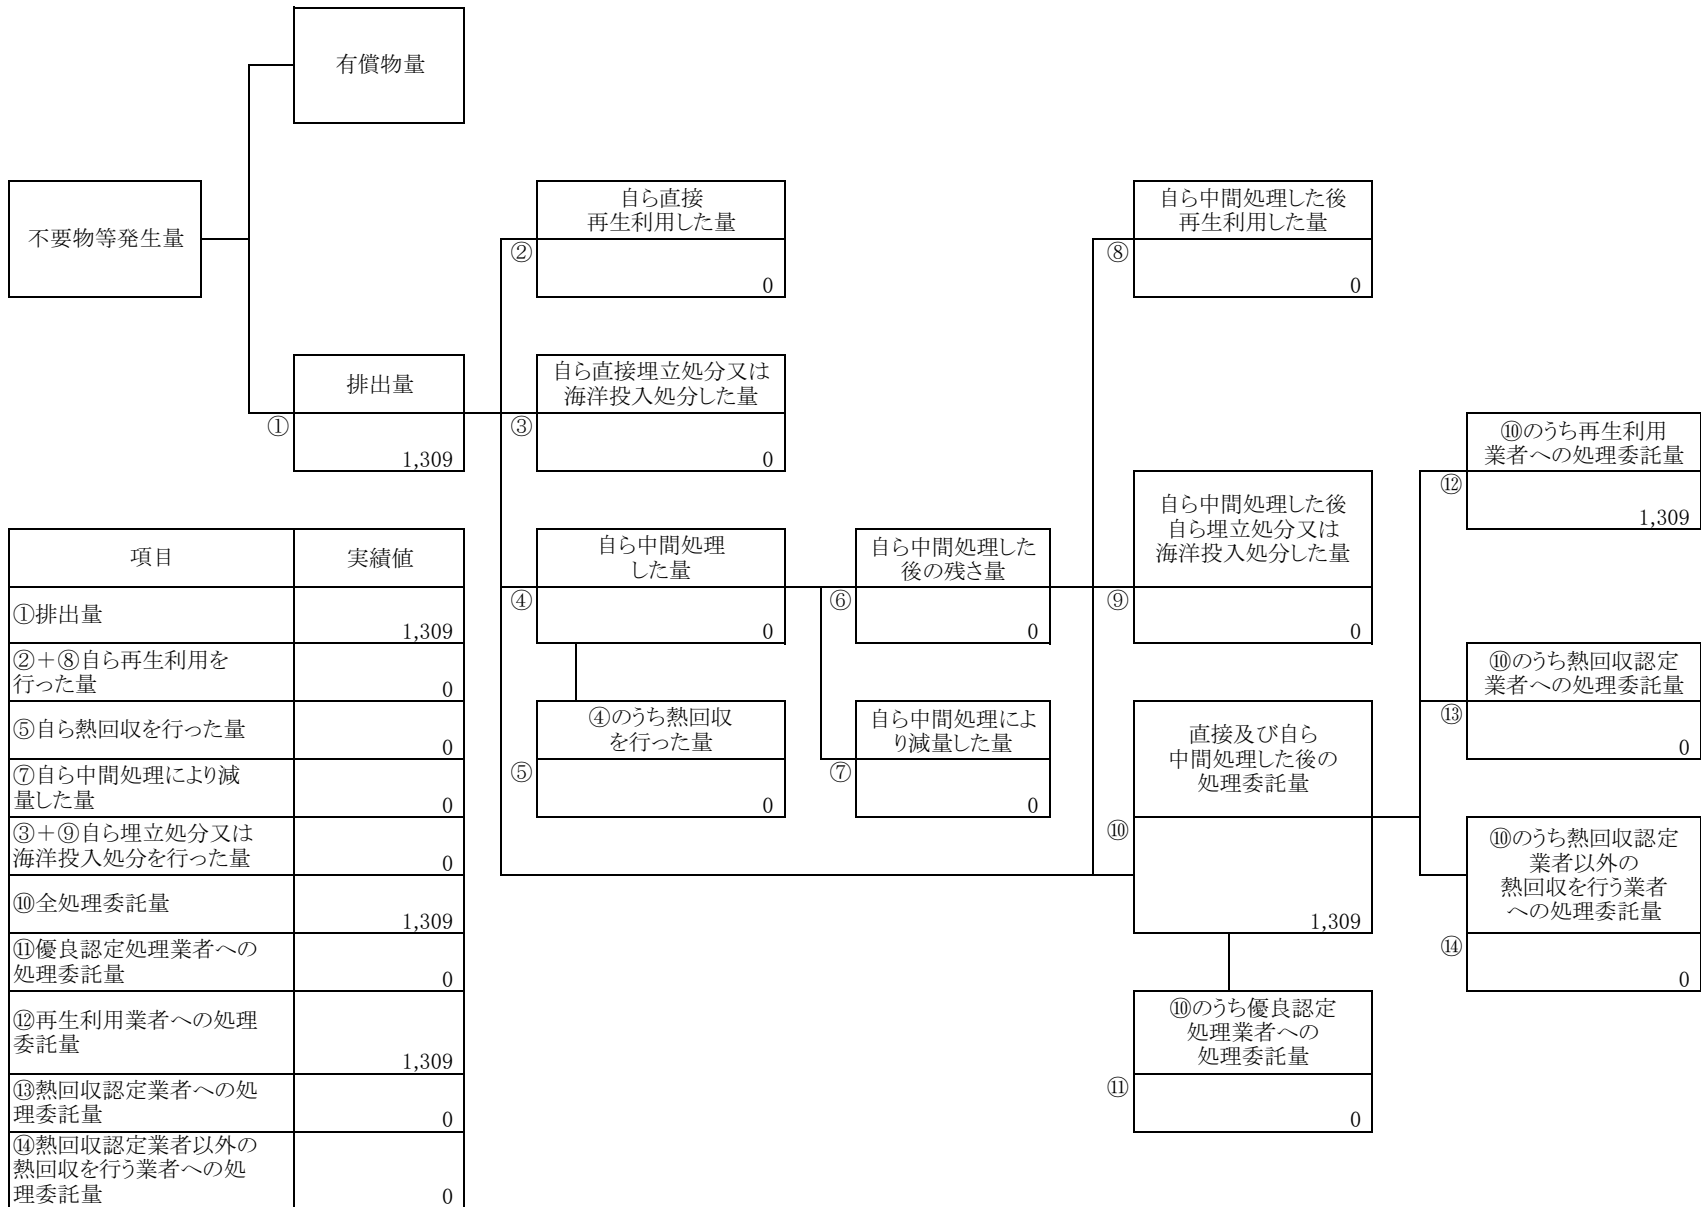 有償物量
不要物等発生量
自ら直接
再生利用した量
②
0
自ら中間処理した後
再生利用した量
⑧
0
排出量
①
1,309
自ら直接埋立処分又は
海洋投入処分した量
③
0
⑩のうち再生利用
業者への処理委託量
⑫
1,309
自ら中間処理
した量
④
0
自ら中間処理した
後の残さ量
⑥
0
自ら中間処理した後
自ら埋立処分又は
海洋投入処分した量
⑨
0
⑩のうち熱回収認定
業者への処理委託量
⑬
0
④のうち熱回収
を行った量
⑤
0
自ら中間処理によ
り減量した量
⑦
0
直接及び自ら
中間処理した後の
処理委託量
⑩
1,309
⑩のうち熱回収認定
業者以外の
熱回収を行う業者
への処理委託量
⑭
0
⑩のうち優良認定
処理業者への
処理委託量
⑪
0
項目 実績値
①排出量 1,309
②+⑧自ら再生利用を
行った量 0
⑤自ら熱回収を行った量 0
⑦自ら中間処理により減
量した量 0
③+⑨自ら埋立処分又は
海洋投入処分を行った量 0
⑩全処理委託量 1,309
⑪優良認定処理業者への
処理委託量 0
⑫再生利用業者への処理
委託量 1,309
⑬熱回収認定業者への処
理委託量 0
⑭熱回収認定業者以外の
熱回収を行う業者への処
理委託量 0